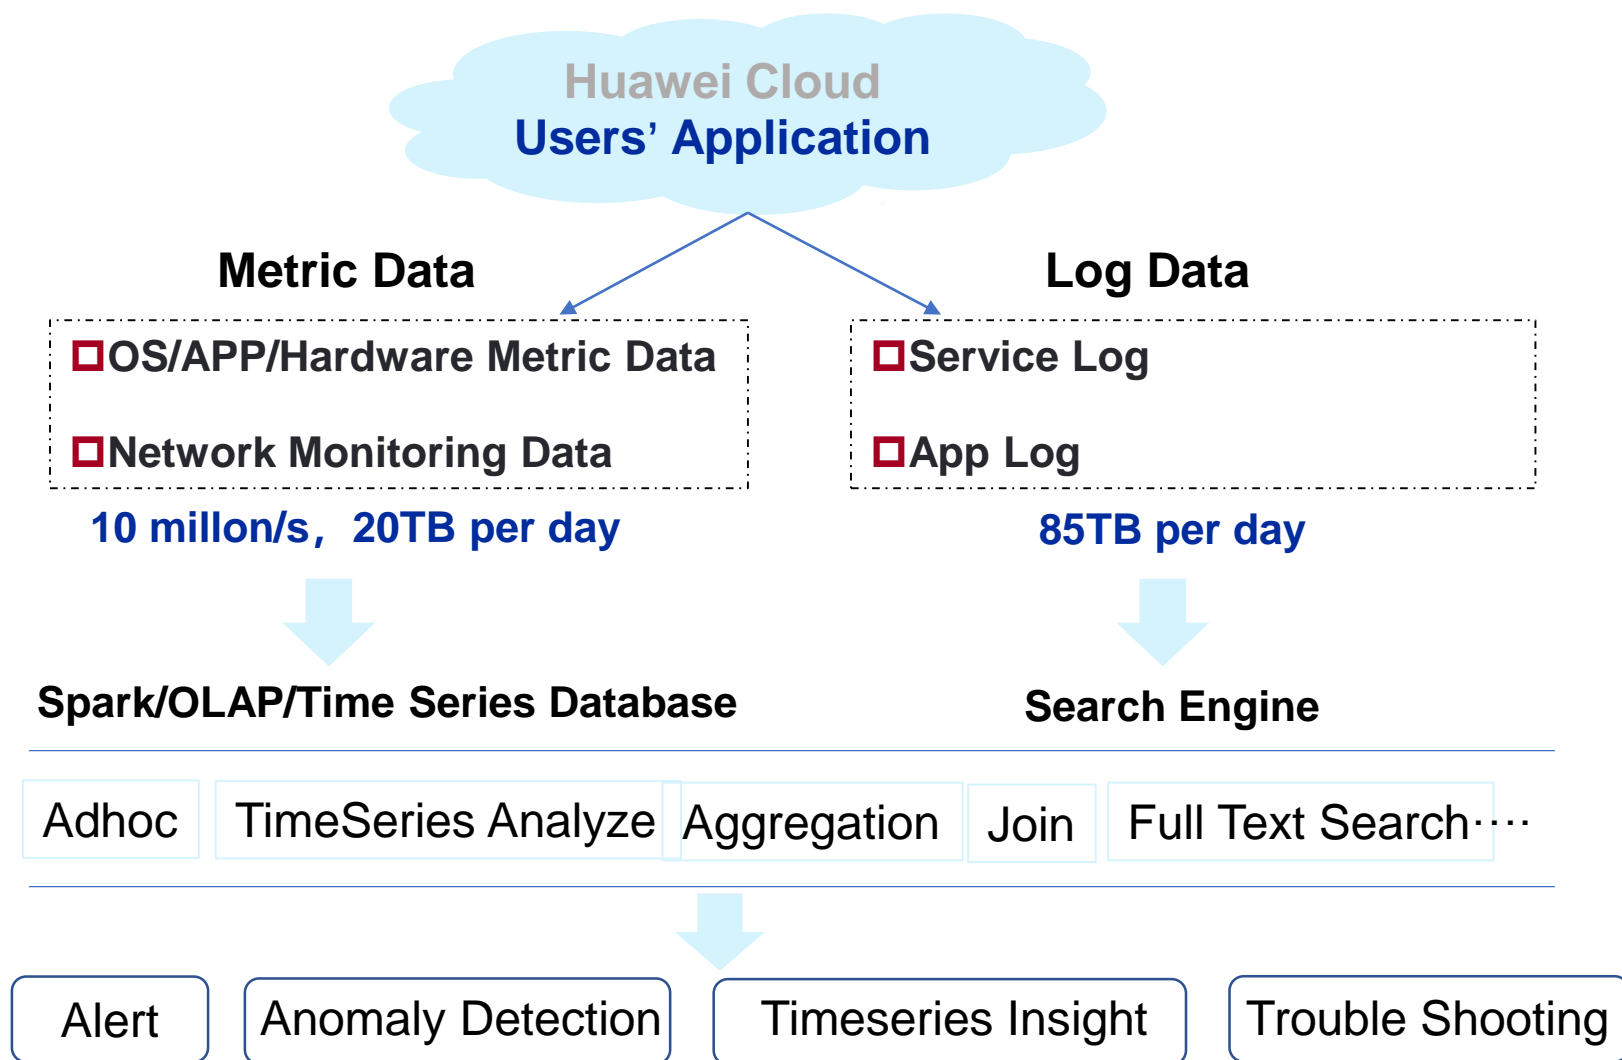 Huawei Cloud
Users’ Application
Metric Data
OS/APP/Hardware Metric Data
Network Monitoring Data
10 millon/s，20TB per day
Log Data
Service Log
App Log
85TB per day
Spark/OLAP/Time Series Database
Search Engine
Adhoc
TimeSeries Analyze
Aggregation
Join
Full Text Search····
Alert
Anomaly Detection
Timeseries Insight
Trouble Shooting